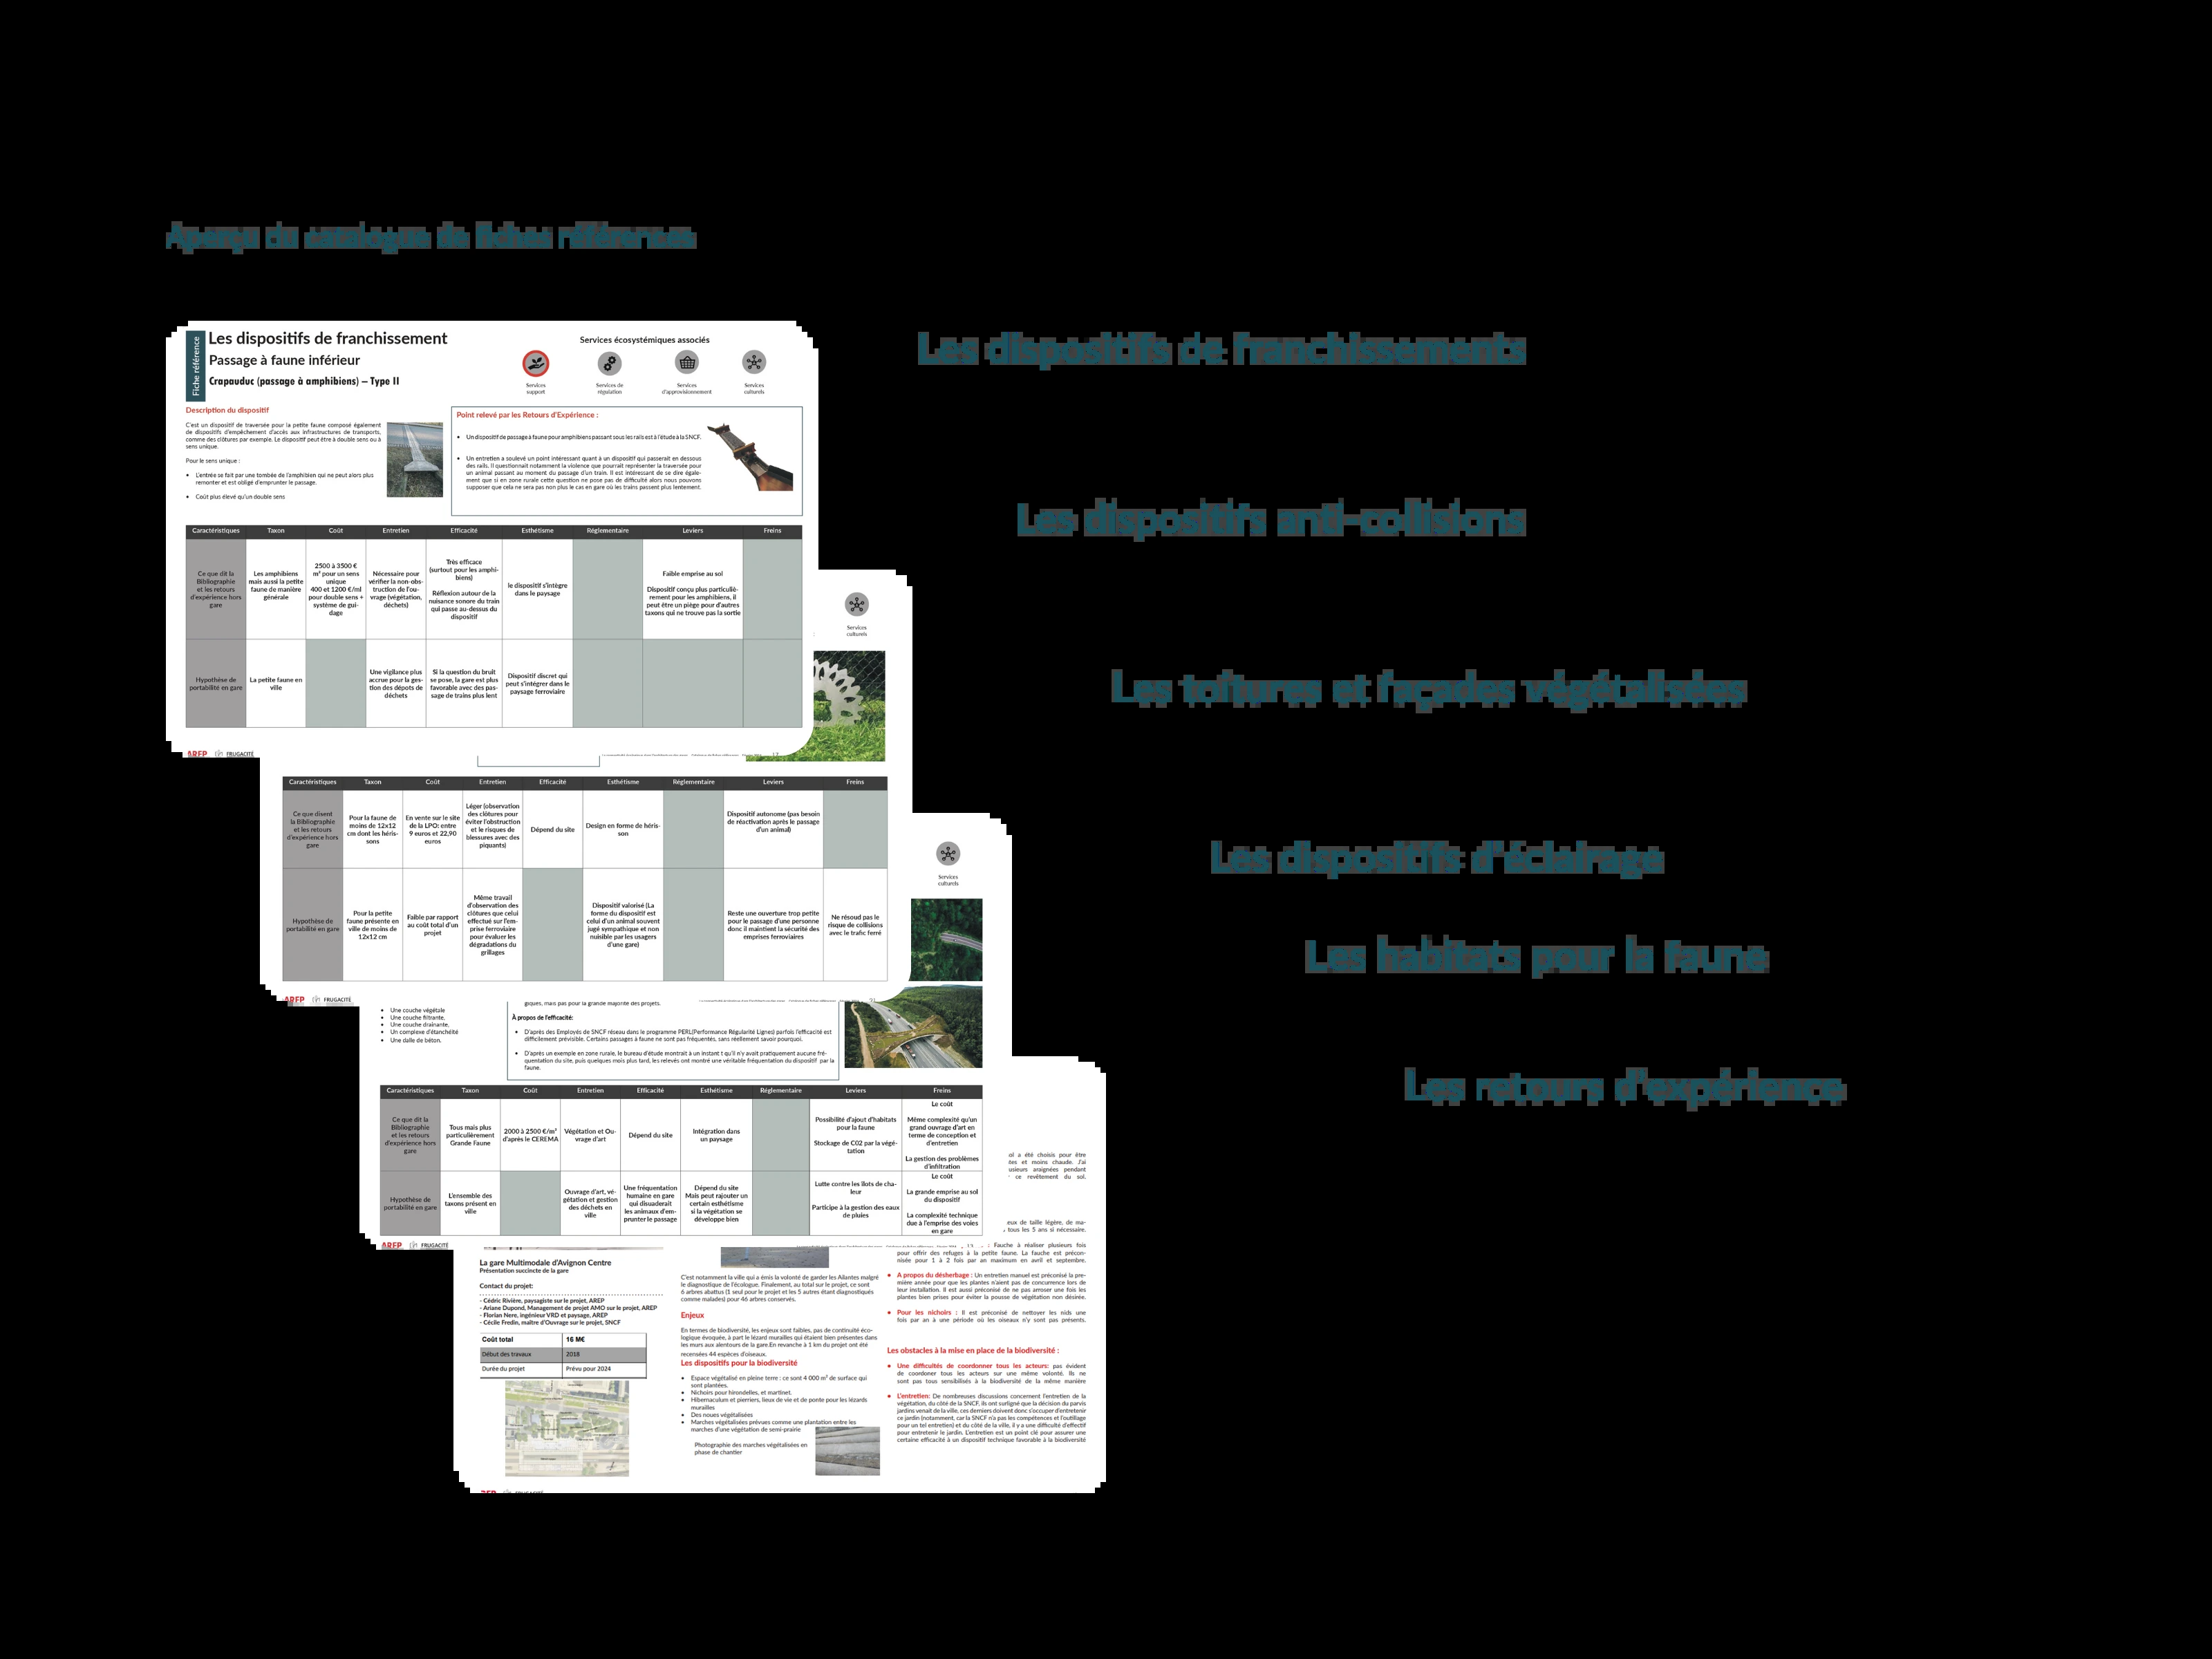 Aperçu du catalogue de fiches références
Les dispositifs de franchissements
Les dispositifs anti-collisions
Les toitures et façades végétalisées
Les dispositifs d'éclairage
Les habitats pour la faune
Les retours d'expérience
Fiche référence
Les dispositifs de franchissement
Passage à faune inférieur
Crapauduc (passage à amphibiens) – Type II
Services écosystémiques associés
Services
support
Services de
régulation
Services
d'approvisionnement
Services
culturels
Description du dispositif
C'est un dispositif de traversée pour la petite faune composé également
de dispositifs d'empêchement d'accès aux infrastructures de transports,
comme des clôtures par exemple. Le dispositif peut être à double sens ou à
sens unique.
Pour le sens unique :
• L'entrée se fait par une tombée de l'amphibien qui ne peut alors plus
remonter et est obligé d'emprunter le passage.
• Coût plus élevé qu'un double sens
Point relevé par les Retours d'Expérience :
• Un dispositif de passage à faune pour amphibiens passant sous les rails est à l'étude à la SNCF.
• Un entretien a soulevé un point intéressant quant à un dispositif qui passerait en dessous
des rails. Il questionnait notamment la violence que pourrait représenter la traversée pour
un animal passant au moment du passage d'un train. Il est intéressant de se dire égale-
ment que si en zone rurale cette question ne pose pas de difficulté alors nous pouvons
supposer que cela ne sera pas non plus le cas en gare où les trains passent plus lentement.
Caractéristiques Taxon Coût Entretien Efficacité Esthétisme Réglementaire Leviers Freins
Ce que dit la
Bibliographie
et les retours
d'expérience hors
gare
Les amphibiens
mais aussi la petite
faune de manière
générale
2500 à 3500 €
m² pour un sens
unique
400 et 1200 €/ml
pour double sens +
système de gui-
dage
Nécessaire pour
vérifier la non-obs-
truction de l'ou-
vrage (végétation,
déchets)
Très efficace
(surtout pour les amphi-
biens)
Réflexion autour de la
nuisance sonore du train
qui passe au-dessus du
dispositif
le dispositif s'intègre
dans le paysage
Faible emprise au sol
Dispositif conçu plus particuliè-
rement pour les amphibiens, il
peut être un piège pour d'autres
taxons qui ne trouve pas la sortie
Hypothèse de
portabilité en gare
La petite faune en
ville
Une vigilance plus
accrue pour la ges-
tion des dépots de
déchets
Si la question du bruit
se pose, la gare est plus
favorable avec des pas-
sage de trains plus lent
Dispositif discret qui
peut s'intégrer dans le
paysage ferroviaire
AREP FRUGACITÉ
17
Services
culturels
Caractéristiques Taxon Coût Entretien Efficacité Esthétisme Réglementaire Leviers Freins
Ce que disent
la Bibliographie
et les retours
d'expérience hors
gare
Pour la faune de
moins de 12x12
cm dont les héris-
sons
En vente sur le site
de la LPO: entre
9 euros et 22,90
euros
Léger (observation
des clôtures pour
éviter l'obstruction
et le risques de
blessures avec des
piquants)
Dépend du site
Design en forme de héris-
son
Dispositif autonome (pas besoin
de réactivation après le passage
d'un animal)
Hypothèse de
portabilité en gare
Pour la petite
faune présente en
ville de moins de
12x12 cm
Faible par rapport
au coût total d'un
projet
Même travail
d'observation des
clôtures que celui
effectué sur l'em-
prise ferroviaire
pour évaluer les
dégradations du
grillages
Dispositif valorisé (La
forme du dispositif est
celui d'un animal souvent
jugé sympathique et non
nuisible par les usagers
d'une gare)
Reste une ouverture trop petite
pour le passage d'une personne
donc il maintient la sécurité des
emprises ferroviaires
Ne résoud pas le
risque de collisions
avec le trafic ferré
AREP FRUGACITÉ
Services
culturels
• Une couche végétale
• Une couche filtrante,
• Une couche drainante,
• Un complexe d'étanchéité
• Une dalle de béton.
giques, mais pas pour la grande majorité des projets.
À propos de l'efficacité:
• D'après des Employés de SNCF réseau dans le programme PERL(Performance Régularité Lignes) parfois l'efficacité est
difficilement prévisible. Certains passages à faune ne sont pas fréquentés, sans réellement savoir pourquoi.
• D'après un exemple en zone rurale, le bureau d'étude montrait à un instant t qu'il n'y avait pratiquement aucune fré-
quentation du site, puis quelques mois plus tard, les relevés ont montré une véritable fréquentation du dispositif par la
faune.
Caractéristiques Taxon Coût Entretien Efficacité Esthétisme Réglementaire Leviers Freins
Ce que dit la
Bibliographie
et les retours
d'expérience hors
gare
Tous mais plus
particulièrement
Grande Faune
2000 à 2500 €/m²
d'après le CEREMA
Végétation et Ou-
vrage d'art
Dépend du site
Intégration dans
un paysage
Possibilité d'ajout d'habitats
pour la faune
Stockage de C02 par la végé-
tation
Le coût
Même complexité qu'un
grand ouvrage d'art en
terme de conception et
d'entretien
La gestion des problèmes
d'infiltration
Hypothèse de
portabilité en gare
L'ensemble des
taxons présent en
ville
Ouvrage d'art, vé-
gétation et gestion
des déchets en
ville
Une fréquentation
humaine en gare
qui disuaderait
les animaux d'em-
prunter le passage
Dépend du site
Mais peut rajouter un
certain esthétisme
si la végétation se
développe bien
Lutte contre les îlots de cha-
leur
Participe à la gestion des eaux
de pluies
Le coût
La grande emprise au sol
du dispositif
La complexité technique
due à l'emprise des voies
en gare
AREP FRUGACITÉ
La gare Multimodale d'Avignon Centre
Présentation succincte de la gare
Contact du projet:
- Cédric Rivière, paysagiste sur le projet, AREP
- Ariane Dupond, Management de projet AMO sur le projet, AREP
- Florian Nere, ingénieur VRD et paysage, AREP
- Cécile Fredin, maître d'Ouvrage sur le projet, SNCF
Coût total 16 M€
Début des travaux 2018
Durée du projet Prévu pour 2024
C'est notamment la ville qui a émis la volonté de garder les Ailantes malgré
le diagnostique de l'écologue. Finalement, au total sur le projet, ce sont
6 arbres abattus (1 seul pour le projet et les 5 autres étant diagnostiqués
comme malades) pour 46 arbres conservés.
Enjeux
En termes de biodiversité, les enjeux sont faibles, pas de continuité éco-
logique évoquée, à part le lézard murailles qui étaient bien présentes dans
les murs aux alentours de la gare.En revanche à 1 km du projet ont été
recensées 44 espèces d'oiseaux.
Les dispositifs pour la biodiversité
• Espace végétalisé en pleine terre : ce sont 4 000 m² de surface qui
sont plantées.
• Nichoirs pour hirondelles, et martinet.
• Hibernaculum et pierriers, lieux de vie et de ponte pour les lézards
murailles
• Des noues végétalisées
• Marches végétalisées prévues comme une plantation entre les
marches d'une végétation de semi-prairie
Photographie des marches végétalisées en
phase de chantier
ol a été choisis pour être
ées et moins chaude. J'ai
usieurs araignées pendant
ce revêtement du sol.
eux de taille légère, de ma-
tous les 5 ans si nécessaire.
: Fauche à réaliser plusieurs fois
pour offrir des refuges à la petite faune. La fauche est précon-
nisée pour 1 à 2 fois par an maximum en avril et septembre.
• A propos du désherbage : Un entretien manuel est préconisé la pre-
mière année pour que les plantes n'aient pas de concurrence lors de
leur installation. Il est aussi préconisé de ne pas arroser une fois les
plantes bien prises pour éviter la pousse de végétation non désirée.
• Pour les nichoirs : Il est préconisé de nettoyer les nids une
fois par an à une période où les oiseaux n'y sont pas présents.
Les obstacles à la mise en place de la biodiversité :
• Une difficultés de coordonner tous les acteurs: pas évident
de coordoner tous les acteurs sur une même volonté. Ils ne
sont pas tous sensibilisés à la biodiversité de la même manière
• L'entretien: De nombreuses discussions concernent l'entretien de la
végétation, du côté de la SNCF, ils ont surligné que la décision du parvis
jardins venait de la ville, ces derniers doivent donc s'occuper d'entretenir
ce jardin (notamment, car la SNCF n'a pas les compétences et l'outillage
pour un tel entretien) et du côté de la ville, il y a une difficulté d'effectif
pour entretenir le jardin. L'entretien est un point clé pour assurer une
certaine efficacité à un dispositif technique favorable à la biodiversité